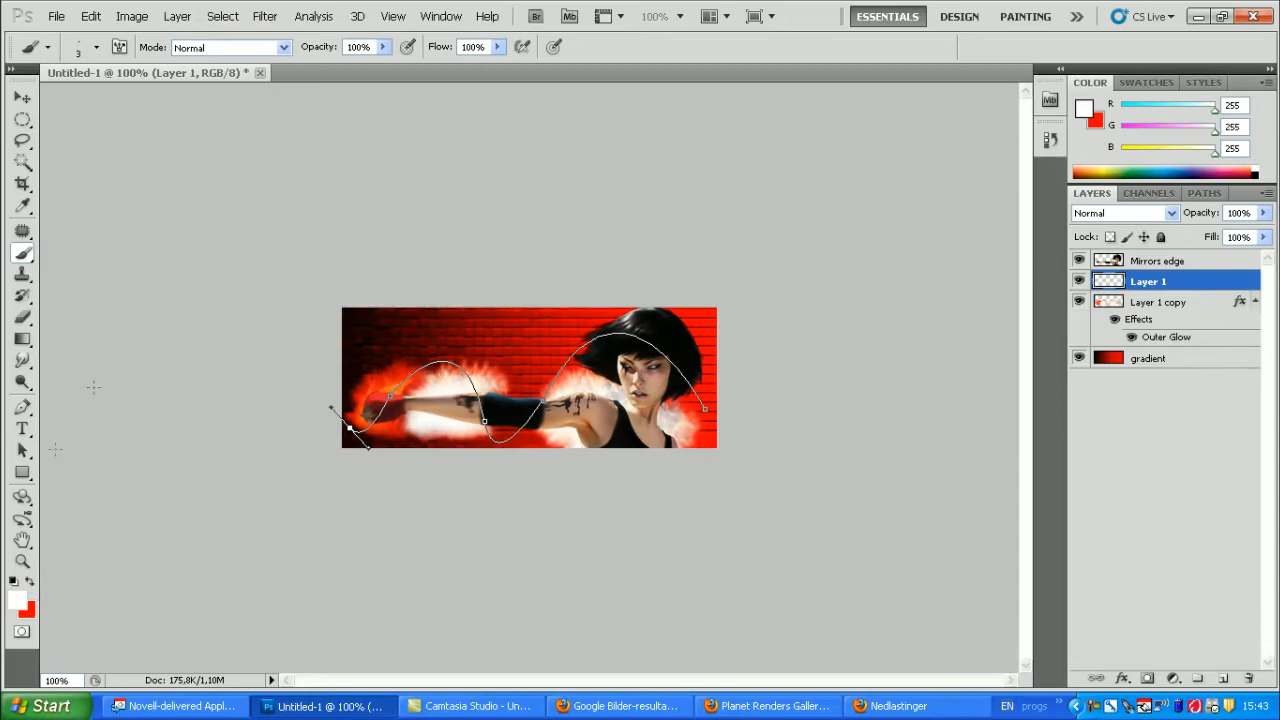 Ps File Edit Image Layer Select Filter Analysis 3D View Window Help Br Mb 100% ESSENTIALS DESIGN PAINTING CS Live
3 Mode: Normal Opacity: 100% Flow: 100%
Untitled-1 @ 100% (Layer 1, RGB/8) *
COLOR SWATCHES STYLES
Mb
R 255
G 255
B 255
LAYERS CHANNELS PATHS
Normal Opacity: 100%
Lock: Fill: 100%
Mirrors edge
Layer 1
Layer 1 copy fx
Effects
Outer Glow
gradient
100% Doc: 175,8K/1,10M
Start Novell-delivered Appl... Untitled-1 @ 100% (... Camtasia Studio - Un... Google Bilder-resulta... Planet Renders Galler... Nedlastinger EN progs 15:43